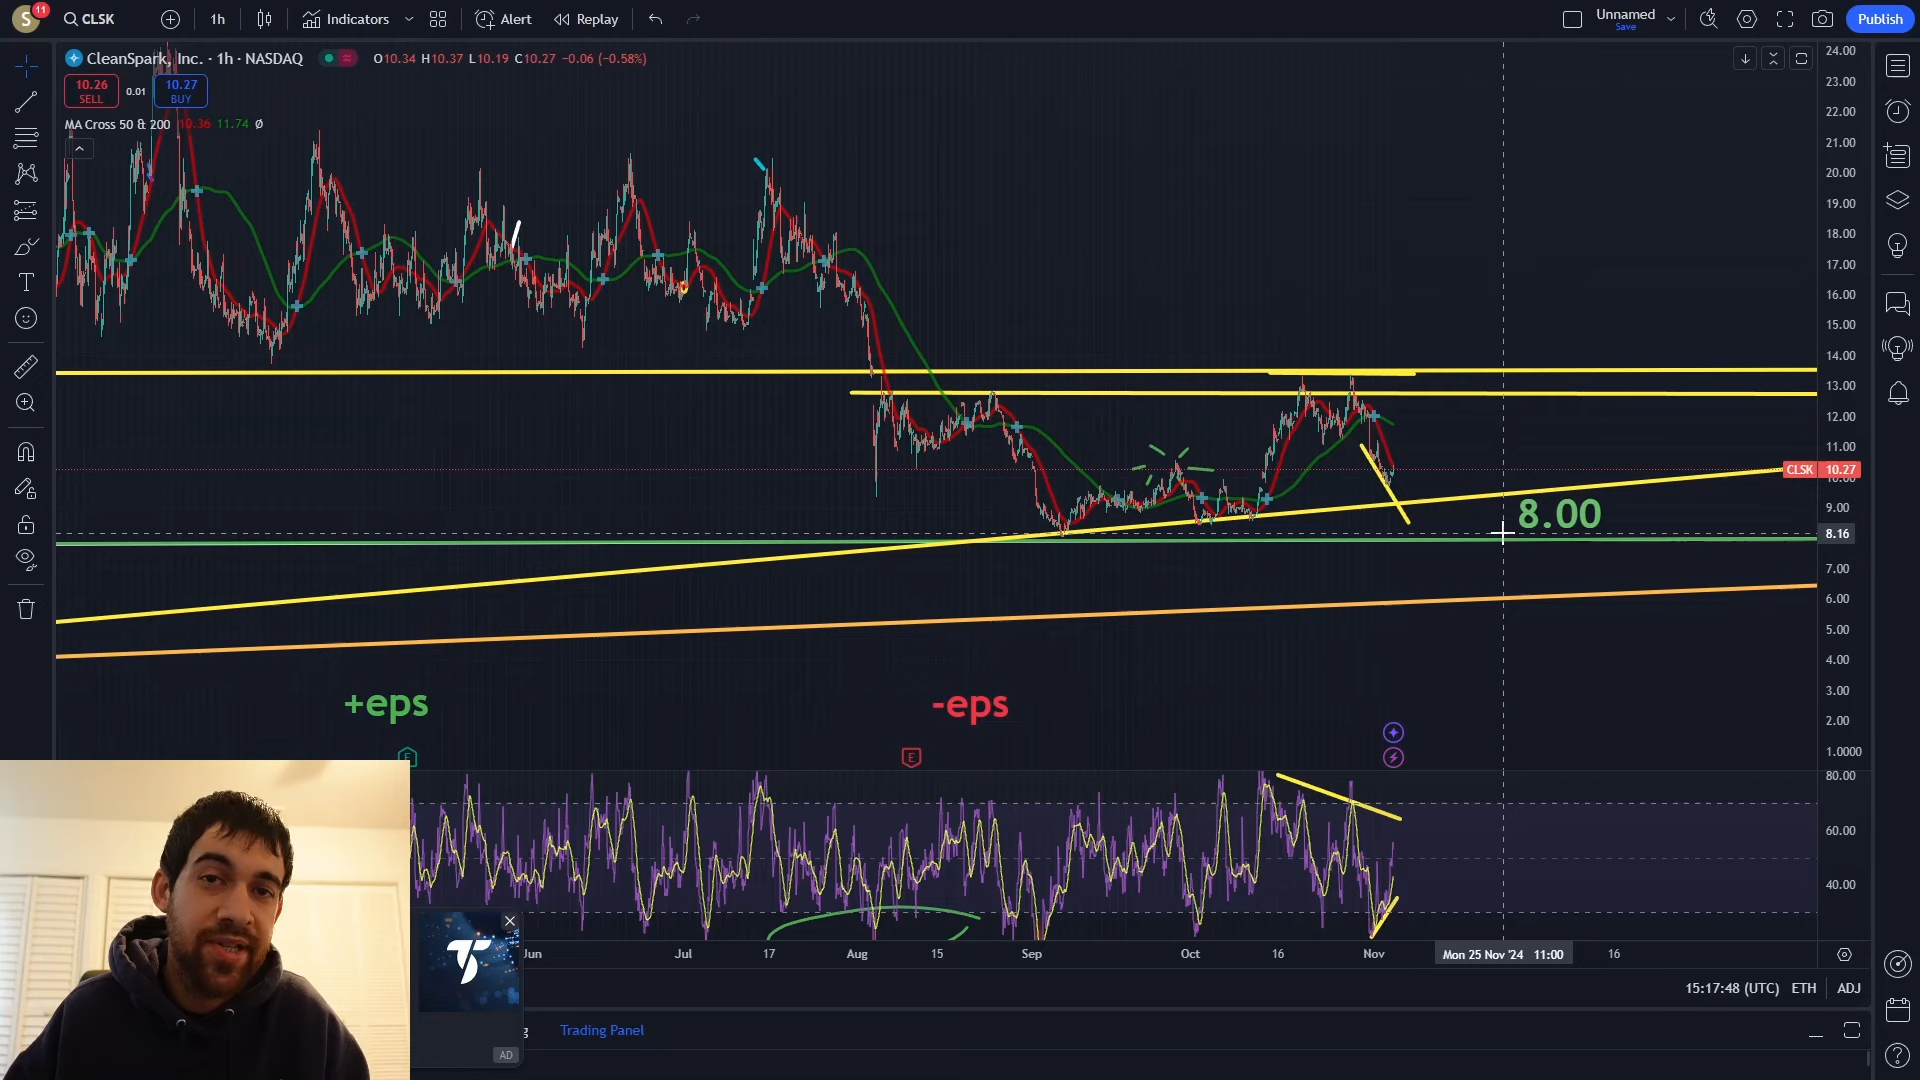 S 11 CLSK 1h Indicators Alert Replay Unnamed Save Publish
CleanSpark, Inc. · 1h · NASDAQ O10.34 H10.37 L10.19 C10.27 -0.06 (-0.58%)
10.26 SELL 0.01 10.27 BUY
MA Cross 50 & 200 10.36 11.74 Ø
24.00
23.00
22.00
21.00
20.00
19.00
18.00
17.00
16.00
15.00
14.00
13.00
12.00
11.00
CLSK 10.27
10.00
9.00
8.00
8.16
7.00
6.00
5.00
4.00
3.00
2.00
1.0000
+eps -eps
E E
80.00
60.00
40.00
Jun Jul 17 Aug 15 Sep Oct 16 Nov Mon 25 Nov '24 11:00 16
15:17:48 (UTC) ETH ADJ
g Trading Panel
AD